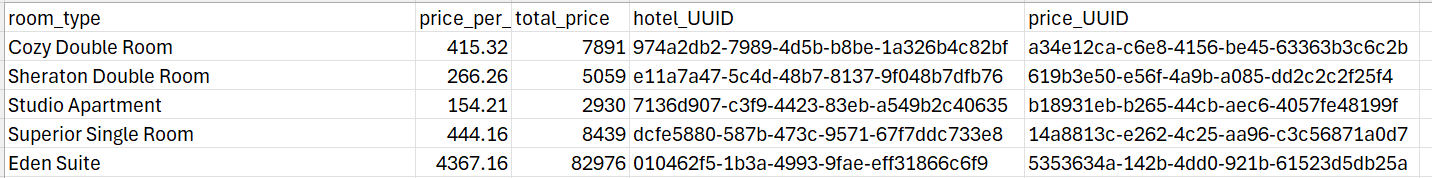 room_type price_per_ total_price hotel_UUID price_UUID
Cozy Double Room 415.32 7891 974a2db2-7989-4d5b-b8be-1a326b4c82bf a34e12ca-c6e8-4156-be45-63363b3c6c2b
Sheraton Double Room 266.26 5059 e11a7a47-5c4d-48b7-8137-9f048b7dfb76 619b3e50-e56f-4a9b-a085-dd2c2c2f25f4
Studio Apartment 154.21 2930 7136d907-c3f9-4423-83eb-a549b2c40635 b18931eb-b265-44cb-aec6-4057fe48199f
Superior Single Room 444.16 8439 dcfe5880-587b-473c-9571-67f7ddc733e8 14a8813c-e262-4c25-aa96-c3c56871a0d7
Eden Suite 4367.16 82976 010462f5-1b3a-4993-9fae-eff31866c6f9 5353634a-142b-4dd0-921b-61523d5db25a